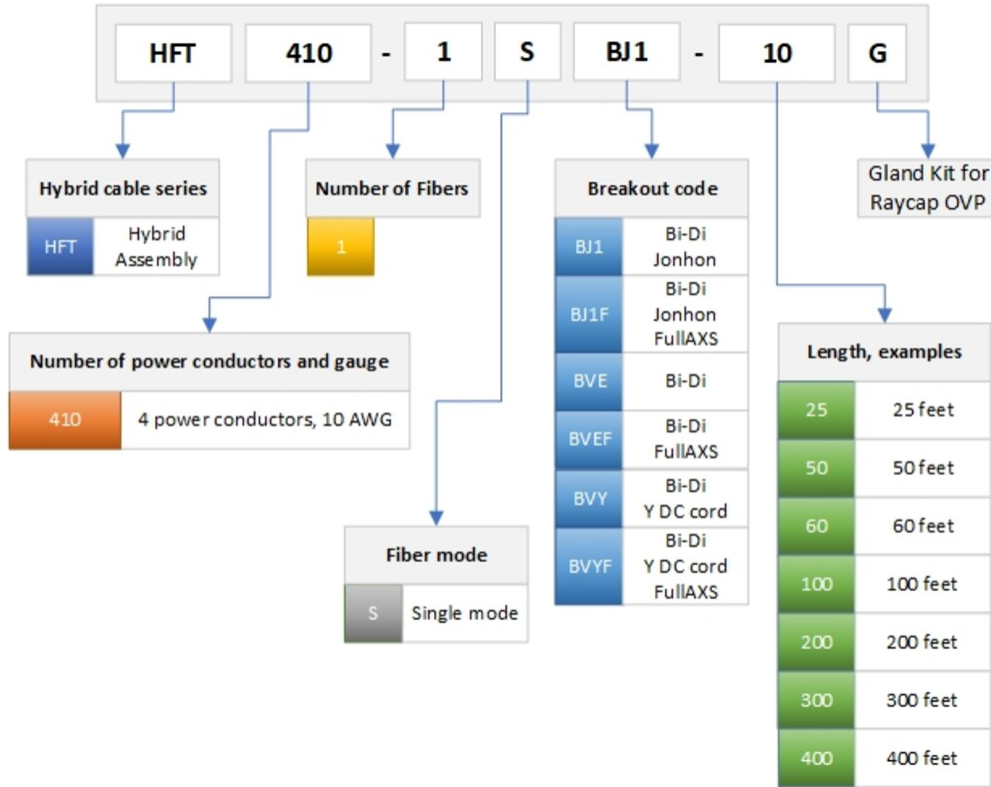 HFT 410 - 1 S BJ1 - 10 G
Hybrid cable series
HFT Hybrid
Assembly
Number of Fibers
1
Breakout code
BJ1 Bi-Di
Jonhon
BJ1F Bi-Di
Jonhon
FullAXS
BVE Bi-Di
BVEF Bi-Di
FullAXS
BVY Bi-Di
Y DC cord
BVYF Bi-Di
Y DC cord
FullAXS
Gland Kit for
Raycap OVP
Number of power conductors and gauge
410 4 power conductors, 10 AWG
Length, examples
25 25 feet
50 50 feet
60 60 feet
100 100 feet
200 200 feet
300 300 feet
400 400 feet
Fiber mode
S Single mode